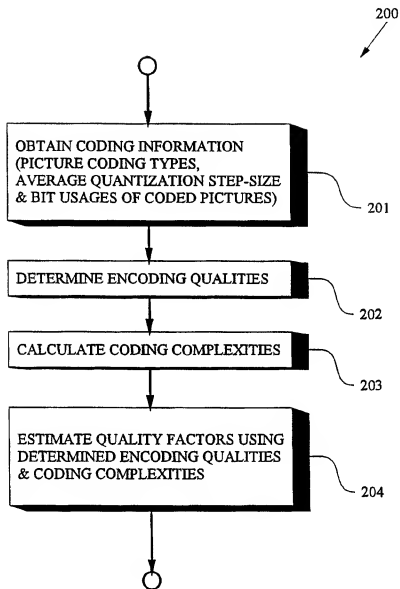 200
OBTAIN CODING INFORMATION
(PICTURE CODING TYPES,
AVERAGE QUANTIZATION STEP-SIZE
& BIT USAGES OF CODED PICTURES)
201
DETERMINE ENCODING QUALITIES
202
CALCULATE CODING COMPLEXITIES
203
ESTIMATE QUALITY FACTORS USING
DETERMINED ENCODING QUALITIES
& CODING COMPLEXITIES
204